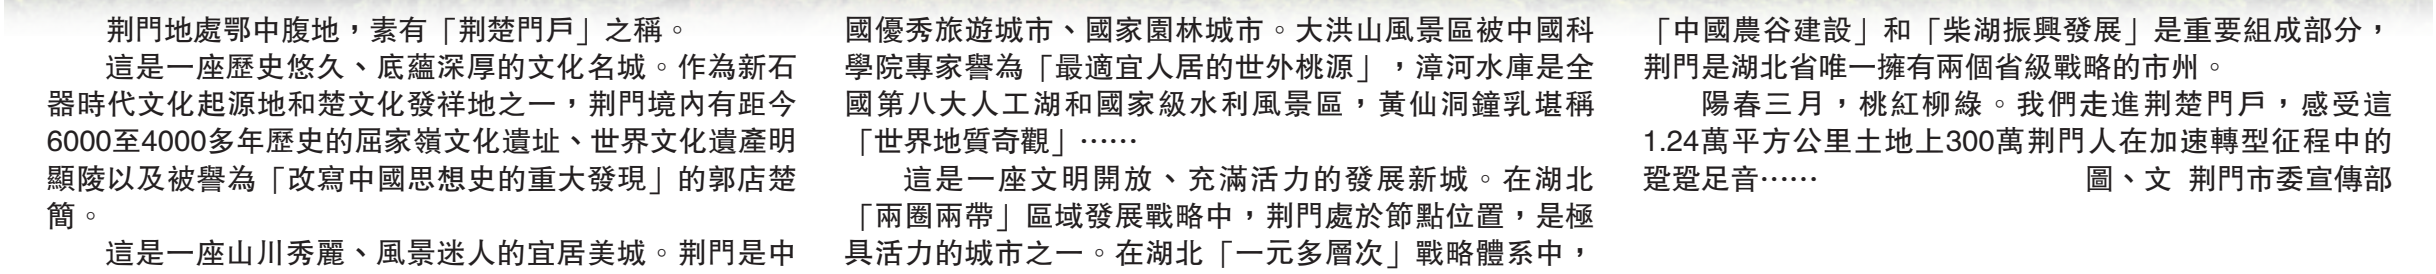 荆門地處鄂中腹地，素有「荆楚門戶」之稱。
這是一座歷史悠久、底蘊深厚的文化名城。作為新石
器時代文化起源地和楚文化發祥地之一，荆門境內有距今
6000至4000多年歷史的屈家嶺文化遺址、世界文化遺產明
顯陵以及被譽為「改寫中國思想史的重大發現」的郭店楚
簡。
這是一座山川秀麗、風景迷人的宜居美城。荆門是中
國優秀旅遊城市、國家園林城市。大洪山風景區被中國科
學院專家譽為「最適宜人居的世外桃源」，漳河水庫是全
國第八大人工湖和國家級水利風景區，黃仙洞鐘乳堪稱
「世界地質奇觀」……
這是一座文明開放、充滿活力的發展新城。在湖北
「兩圈兩帶」區域發展戰略中，荆門處於節點位置，是極
具活力的城市之一。在湖北「一元多層次」戰略體系中，
「中國農谷建設」和「柴湖振興發展」是重要組成部分，
荆門是湖北省唯一擁有兩個省級戰略的市州。
陽春三月，桃紅柳綠。我們走進荆楚門戶，感受這
1.24萬平方公里土地上300萬荆門人在加速轉型征程中的
跫跫足音…… 圖、文 荆門市委宣傳部